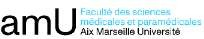 amU
Faculté des sciences
médicales et paramédicales
Aix Marseille Université